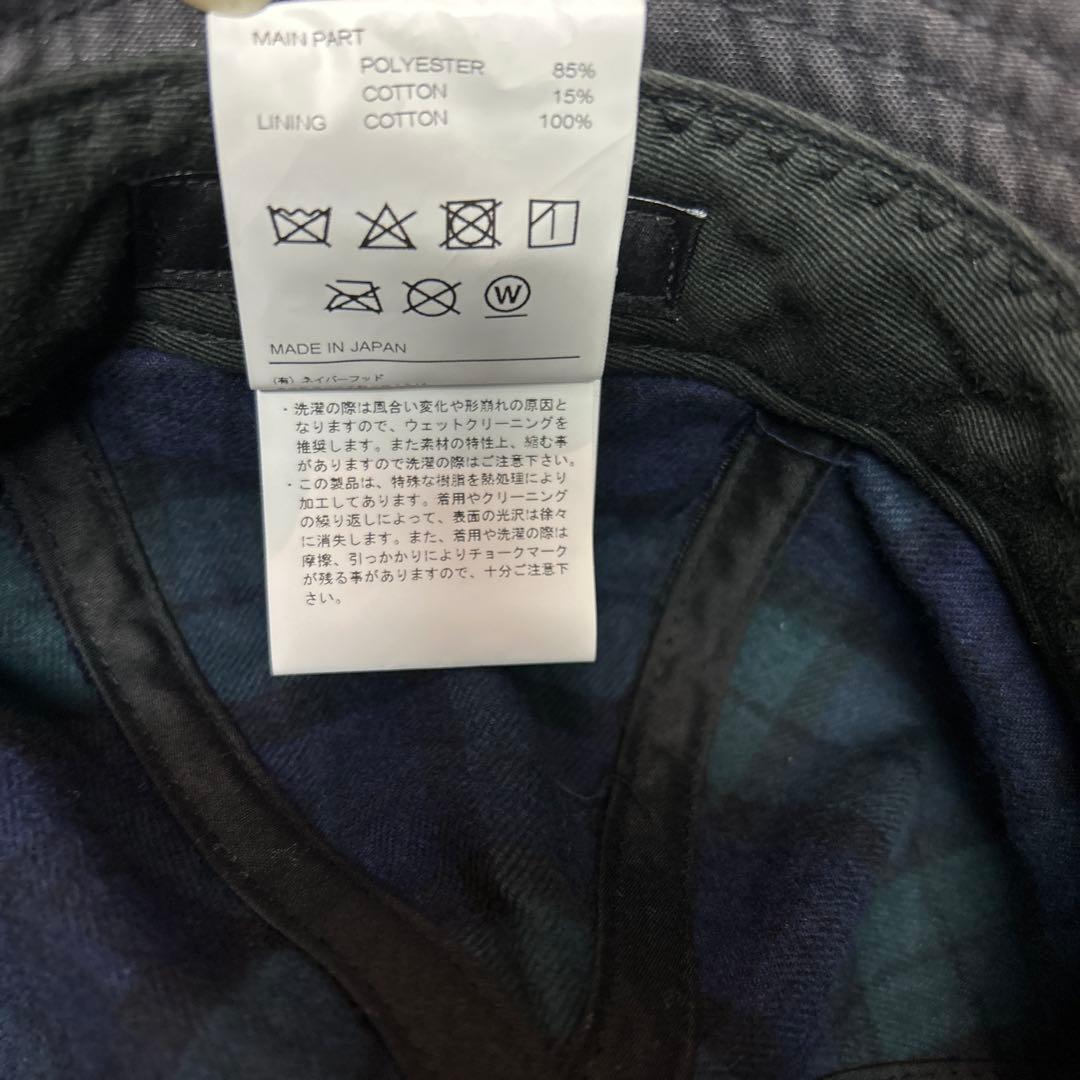 MAIN PART
POLYESTER 85%
COTTON 15%
LINING COTTON 100%
W
MADE IN JAPAN
(有) ネイバーフッド
・洗濯の際は風合い変化や形崩れの原因と
なりますので、ウェットクリーニングを
推奨します。また素材の特性上、縮む事
がありますので洗濯の際はご注意下さい。
・この製品は、特殊な樹脂を熱処理により
加工してあります。着用やクリーニング
の繰り返しによって、表面の光沢は徐々
に消失します。また、着用や洗濯の際は
摩擦、引っかかりによりチョークマーク
が残る事がありますので、十分ご注意下
さい。